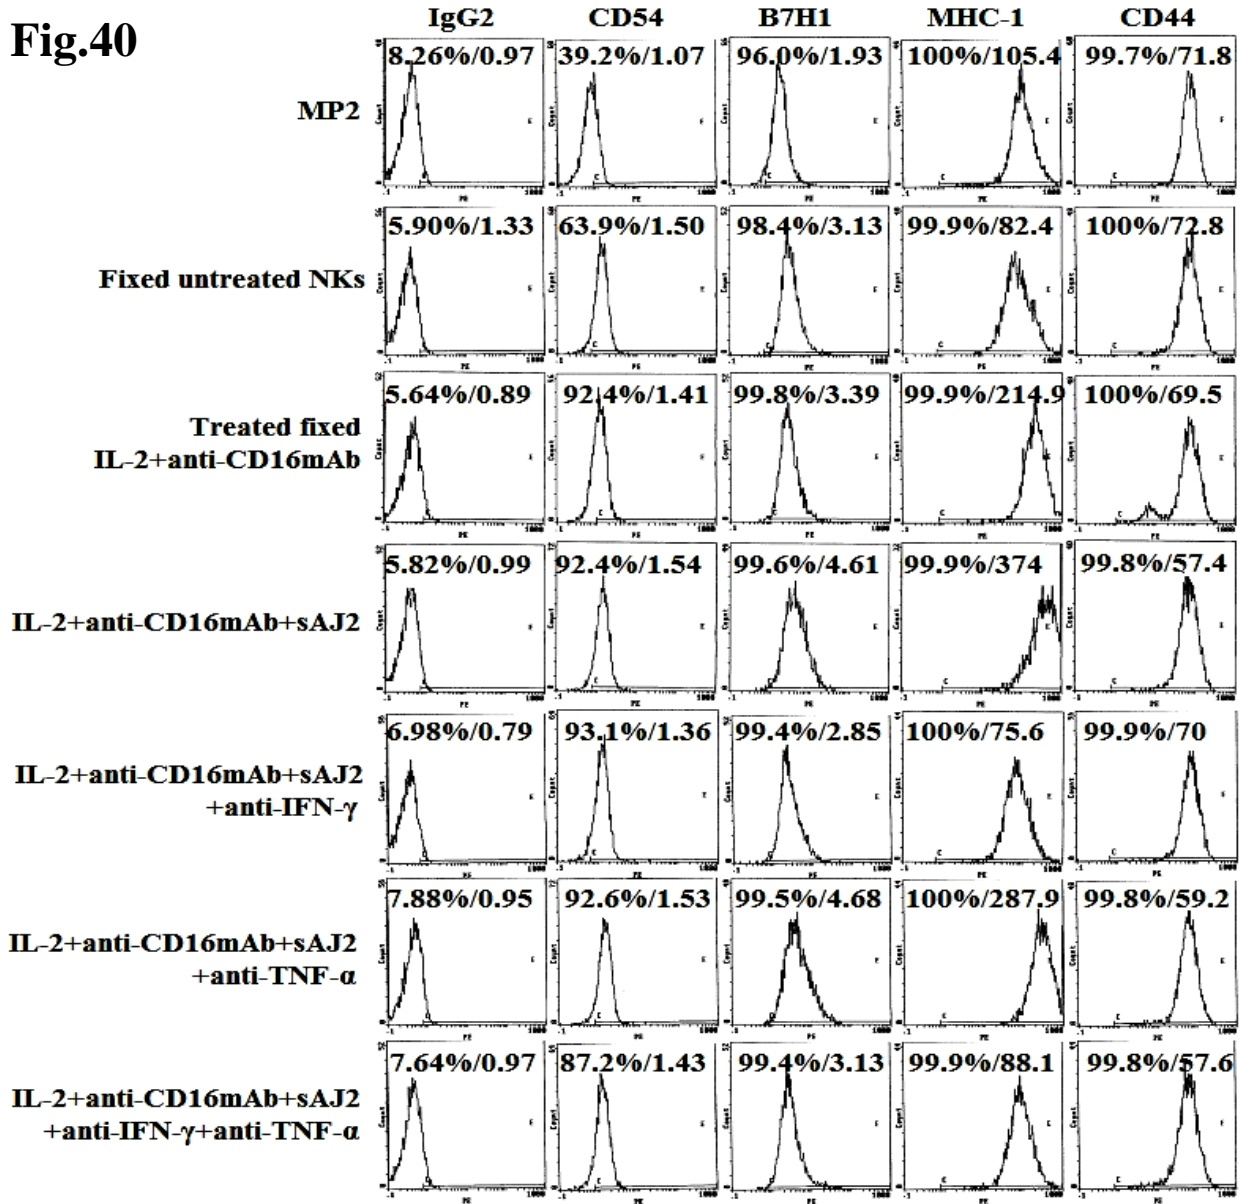 Fig.40
IgG2 CD54 B7H1 MHC-1 CD44
MP2
8.26%/0.97 39.2%/1.07 96.0%/1.93 100%/105.4 99.7%/71.8
Fixed untreated NKs
5.90%/1.33 63.9%/1.50 98.4%/3.13 99.9%/82.4 100%/72.8
Treated fixed
IL-2+anti-CD16mAb
5.64%/0.89 92.4%/1.41 99.8%/3.39 99.9%/214.9 100%/69.5
IL-2+anti-CD16mAb+sAJ2
5.82%/0.99 92.4%/1.54 99.6%/4.61 99.9%/374 99.8%/57.4
IL-2+anti-CD16mAb+sAJ2
+anti-IFN-γ
6.98%/0.79 93.1%/1.36 99.4%/2.85 100%/75.6 99.9%/70
IL-2+anti-CD16mAb+sAJ2
+anti-TNF-α
7.88%/0.95 92.6%/1.53 99.5%/4.68 100%/287.9 99.8%/59.2
IL-2+anti-CD16mAb+sAJ2
+anti-IFN-γ+anti-TNF-α
7.64%/0.97 87.2%/1.43 99.4%/3.13 99.9%/88.1 99.8%/57.6